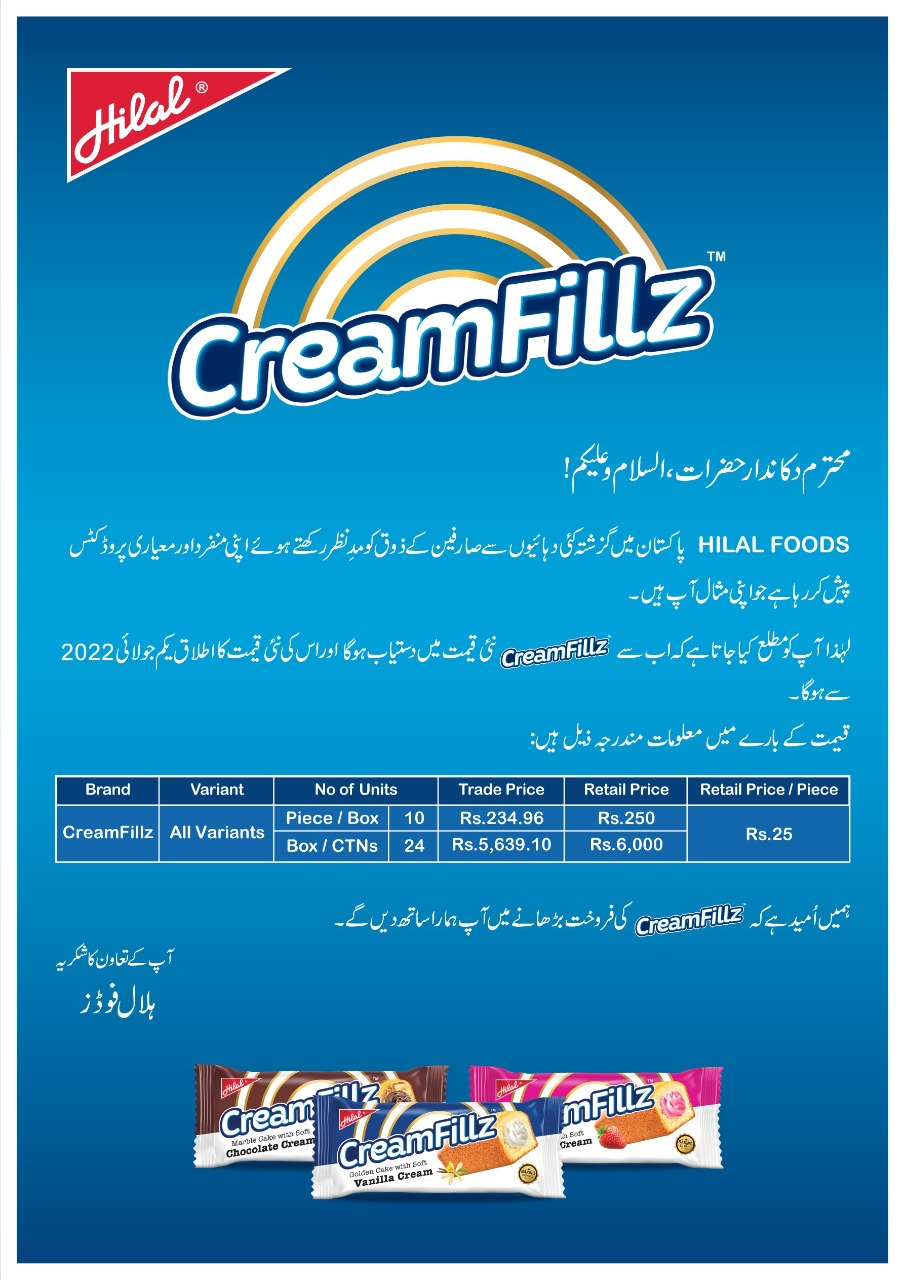 Hilal ®
CreamFillz ™
محترم دکاندار حضرات، السلام و علیکم!
HILAL FOODS پاکستان میں گزشتہ کئی دہائیوں سے صارفین کے ذوق کو مدِنظر رکھتے ہوئے اپنی منفرد اور معیاری پروڈکٹس
پیش کررہا ہے جو اپنی مثال آپ ہیں۔
لہٰذا آپ کو مطلع کیا جاتا ہے کہ اب سے CreamFillz نئی قیمت میں دستیاب ہوگا اور اس کی نئی قیمت کا اطلاق یکم جولائی 2022
سے ہوگا۔
قیمت کے بارے میں معلومات مندرجہ ذیل ہیں:
Brand Variant No of Units Trade Price Retail Price Retail Price / Piece
CreamFillz All Variants Piece / Box 10 Rs.234.96 Rs.250 Rs.25
Box / CTNs 24 Rs.5,639.10 Rs.6,000
ہمیں اُمید ہے کہ CreamFillz کی فروخت بڑھانے میں آپ ہمارا ساتھ دیں گے۔
آپ کے تعاون کا شکریہ
ہلال فوڈز
Hilal
CreamFillz
Marble Cake with Soft
Chocolate Cream
Hilal
CreamFillz
Golden Cake with Soft
Vanilla Cream
Hilal
mFillz
th Soft
Cream